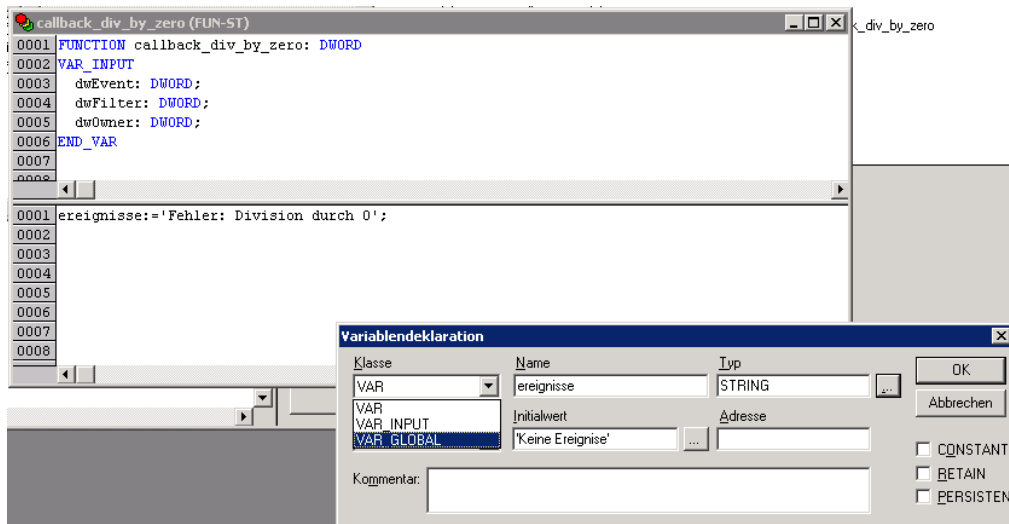 callback_div_by_zero (FUN-ST)
k_div_by_zero
0001 FUNCTION callback_div_by_zero: DWORD
0002 VAR_INPUT
0003 dwEvent: DWORD;
0004 dwFilter: DWORD;
0005 dwOwner: DWORD;
0006 END_VAR
0007
0008
0001 ereignisse:='Fehler: Division durch 0';
0002
0003
0004
0005
0006
0007
0008
Variablendeklaration
Klasse Name Typ
VAR ereignisse STRING ... OK
VAR Initialwert Adresse Abbrechen
VAR_INPUT
VAR_GLOBAL 'Keine Ereignise' ...
CONSTANT
Kommentar: RETAIN
PERSISTEN